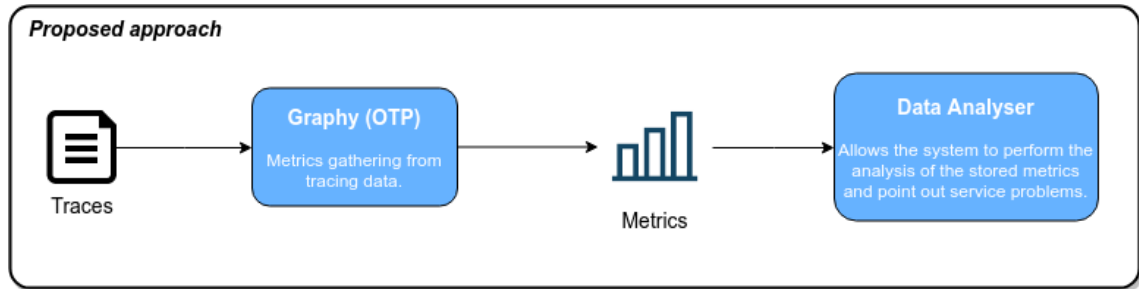 Proposed approach
Traces
Graphy (OTP)
Metrics gathering from
tracing data.
Metrics
Data Analyser
Allows the system to perform the
analysis of the stored metrics
and point out service problems.